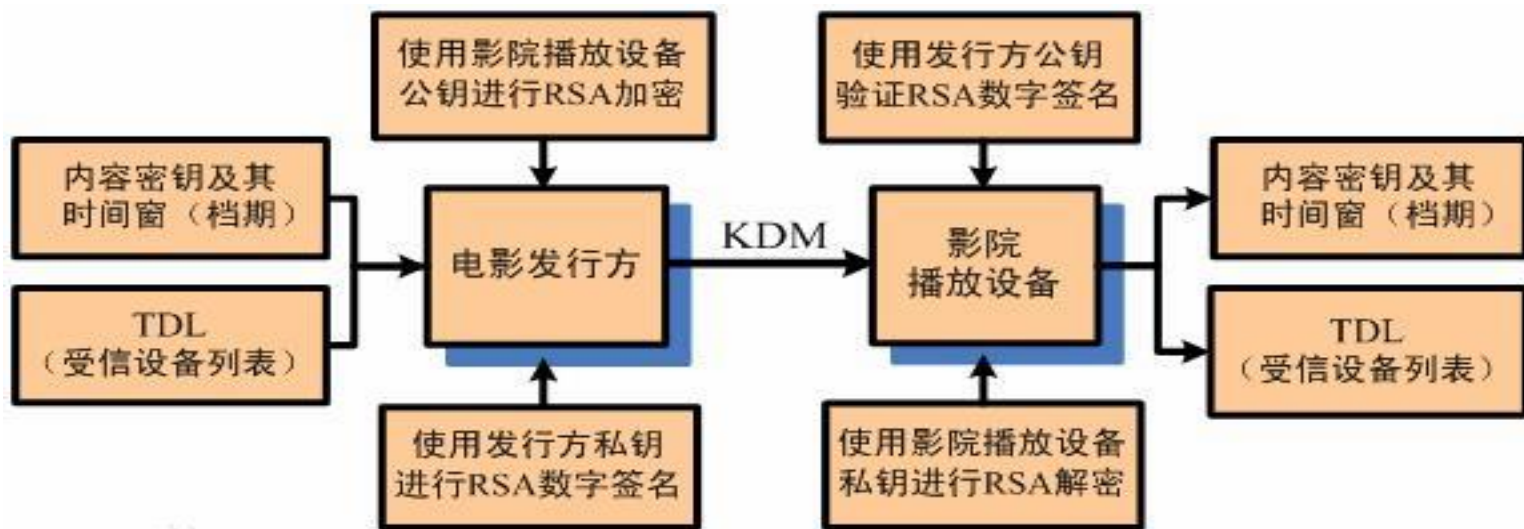 使用影院播放设备
公钥进行RSA加密
使用发行方公钥
验证RSA数字签名
内容密钥及其
时间窗（档期）
TDL
（受信设备列表）
电影发行方
KDM
影院
播放设备
内容密钥及其
时间窗（档期）
TDL
（受信设备列表）
使用发行方私钥
进行RSA数字签名
使用影院播放设备
私钥进行RSA解密